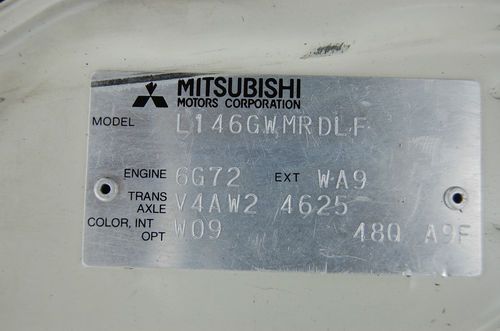 MITSUBISHI
MOTORS CORPORATION
MODEL L146GWMRDLF
ENGINE 6G72 EXT WA9
TRANS AXLE V4AW2 4625
COLOR, INT OPT W09 48Q A9F